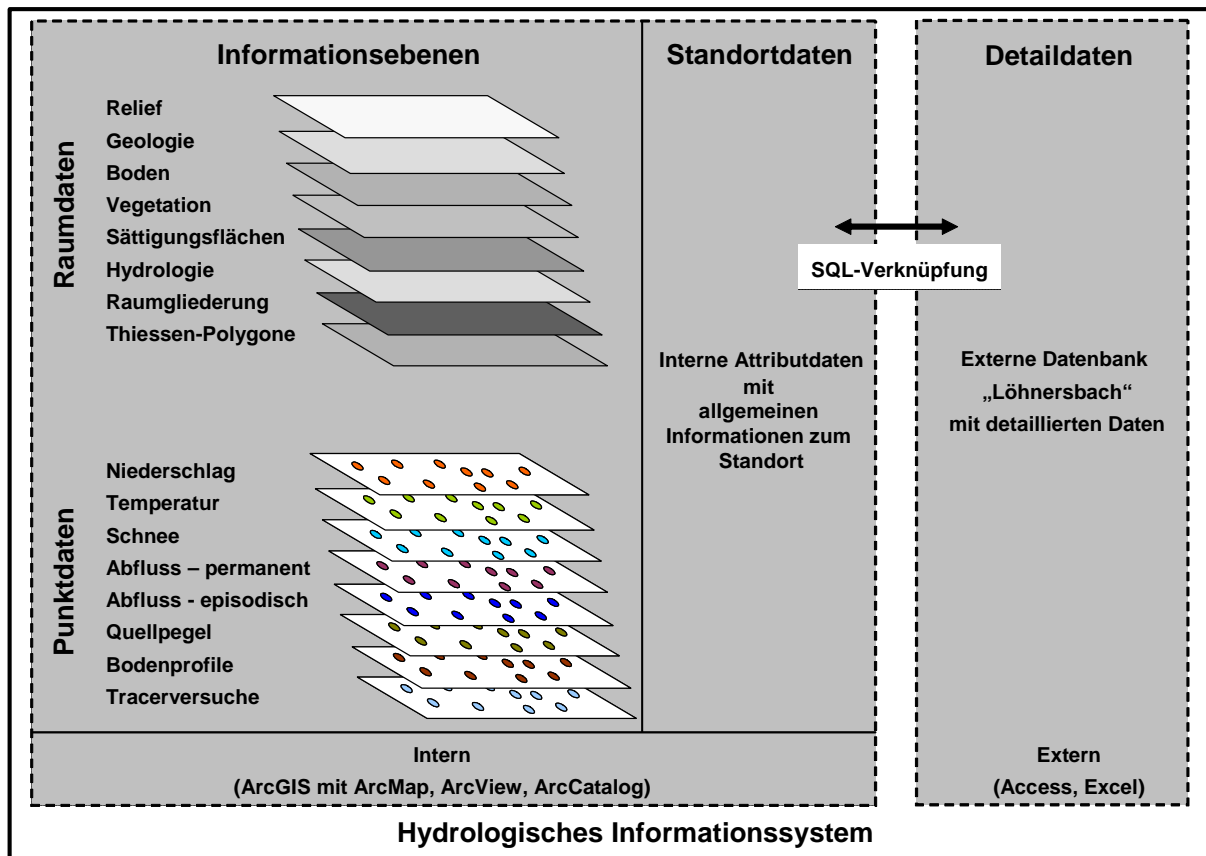 Informationsebenen
Standortdaten
Detaildaten
Raumdaten
Relief
Geologie
Boden
Vegetation
Sättigungsflächen
Hydrologie
Raumgliederung
Thiessen-Polygone
SQL-Verknüpfung
Interne Attributdaten
mit
allgemeinen
Informationen zum
Standort
Externe Datenbank
„Löhnersbach“
mit detaillierten Daten
Punktdaten
Niederschlag
Temperatur
Schnee
Abfluss – permanent
Abfluss - episodisch
Quellpegel
Bodenprofile
Tracerversuche
Intern
(ArcGIS mit ArcMap, ArcView, ArcCatalog)
Extern
(Access, Excel)
Hydrologisches Informationssystem